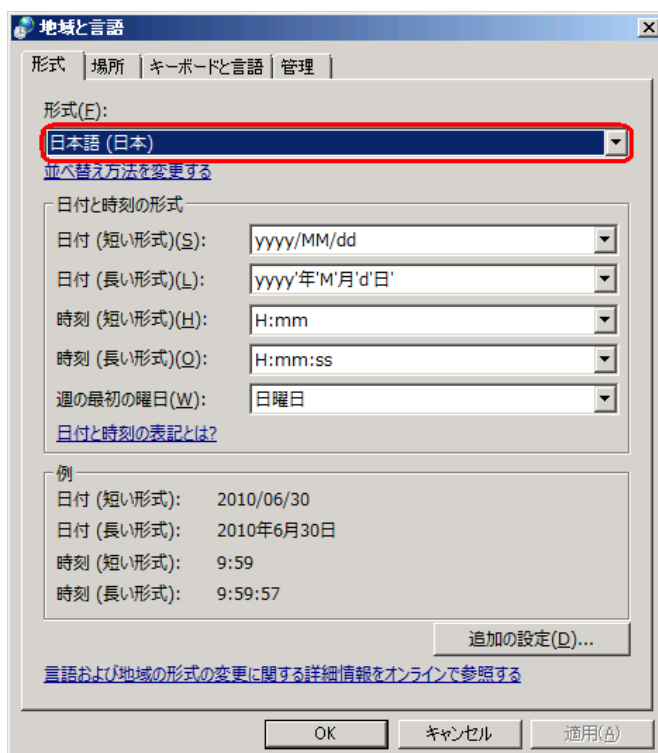 地域と言語
形式 場所 キーボードと言語 管理
形式(F):
日本語 (日本)
並べ替え方法を変更する
日付と時刻の形式
日付 (短い形式)(S): yyyy/MM/dd
日付 (長い形式)(L): yyyy'年'M'月'd'日'
時刻 (短い形式)(H): H:mm
時刻 (長い形式)(O): H:mm:ss
週の最初の曜日(W): 日曜日
日付と時刻の表記とは?
例
日付 (短い形式): 2010/06/30
日付 (長い形式): 2010年6月30日
時刻 (短い形式): 9:59
時刻 (長い形式): 9:59:57
追加の設定(D)...
言語および地域の形式の変更に関する詳細情報をオンラインで参照する
OK キャンセル 適用(A)